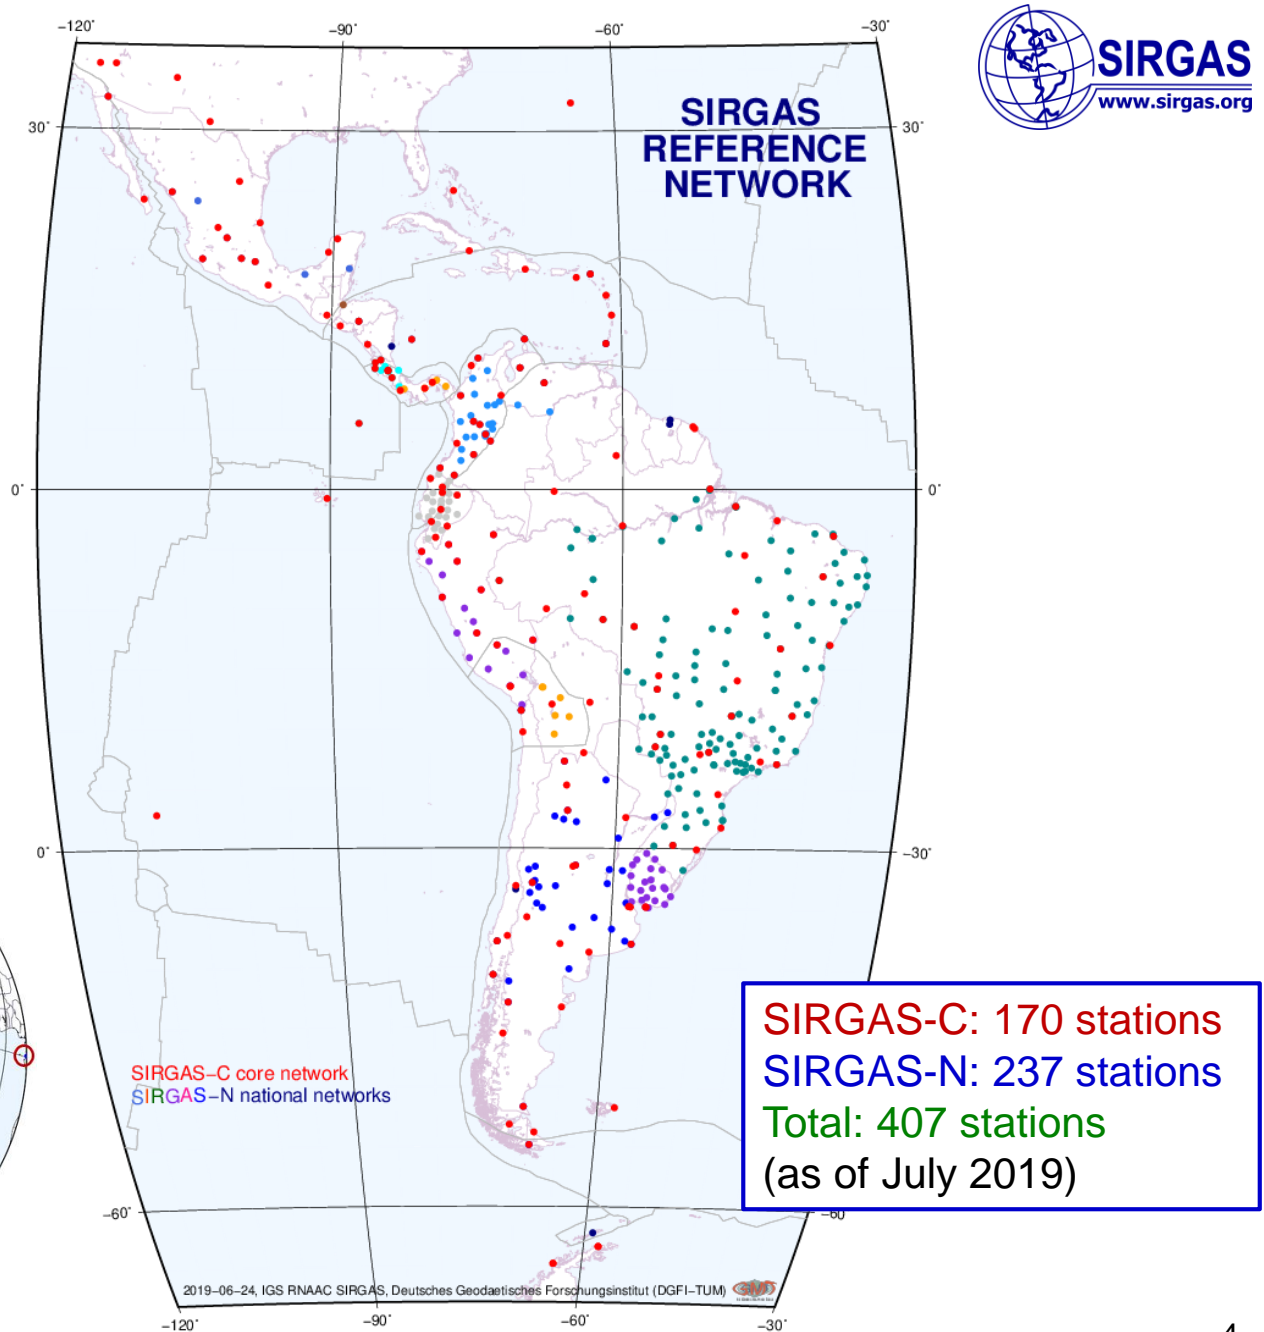 −120°
−90°
−60°
−30°
SIRGAS
www.sirgas.org
30°
30°
SIRGAS
REFERENCE
NETWORK
0°
0°
0°
−30°
SIRGAS-C: 170 stations
SIRGAS-N: 237 stations
Total: 407 stations
(as of July 2019)
SIRGAS−C core network
SIRGAS−N national networks
−60°
−60
2019−06−24, IGS RNAAC SIRGAS, Deutsches Geodaetisches Forschungsinstitut (DGFI−TUM)
−120°
−90°
−60°
−30°